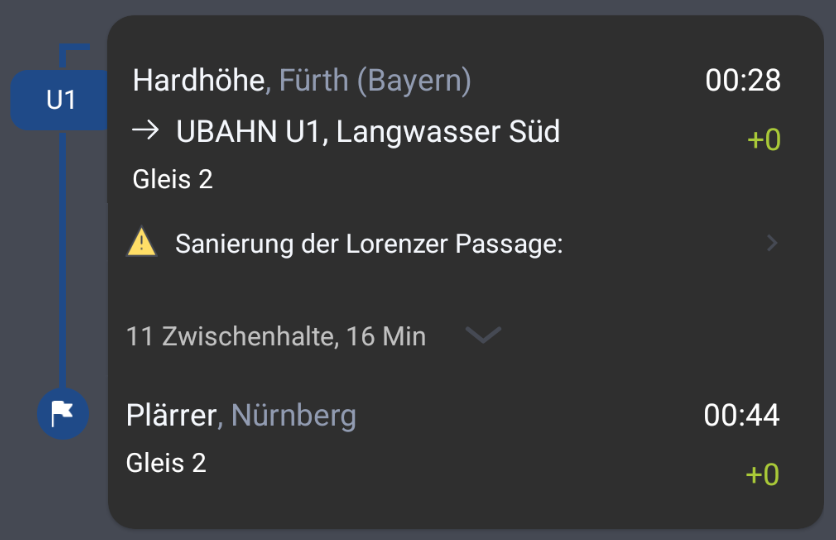 U1
Hardhöhe, Fürth (Bayern) 00:28
→ UBAHN U1, Langwasser Süd +0
Gleis 2
Sanierung der Lorenzer Passage:
11 Zwischenhalte, 16 Min
Plärrer, Nürnberg 00:44
Gleis 2 +0